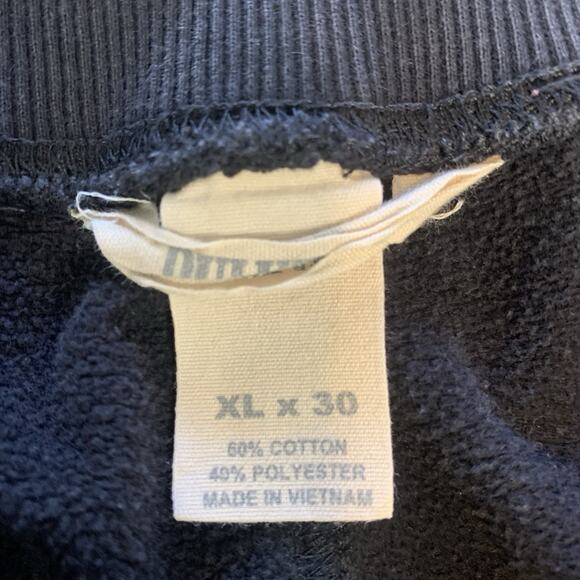 XL x 30
60% COTTON
40% POLYESTER
MADE IN VIETNAM